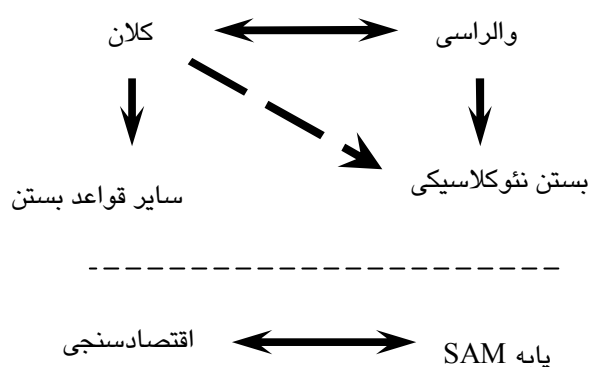 والراسی
کلان
بستن نئوکلاسیکی
سایر قواعد بستن
پایه SAM
اقتصادسنجی